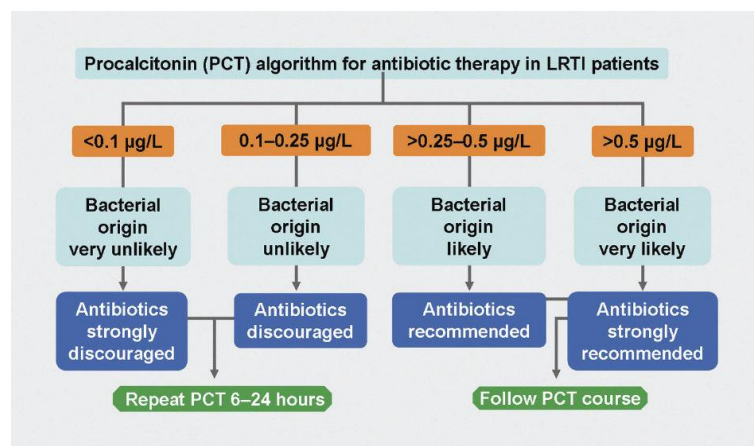 Procalcitonin (PCT) algorithm for antibiotic therapy in LRTI patients
<0.1 µg/L
0.1–0.25 µg/L
>0.25–0.5 µg/L
>0.5 µg/L
Bacterial
origin
very unlikely
Bacterial
origin
unlikely
Bacterial
origin
likely
Bacterial
origin
very likely
Antibiotics
strongly
discouraged
Antibiotics
discouraged
Antibiotics
recommended
Antibiotics
strongly
recommended
Repeat PCT 6–24 hours
Follow PCT course